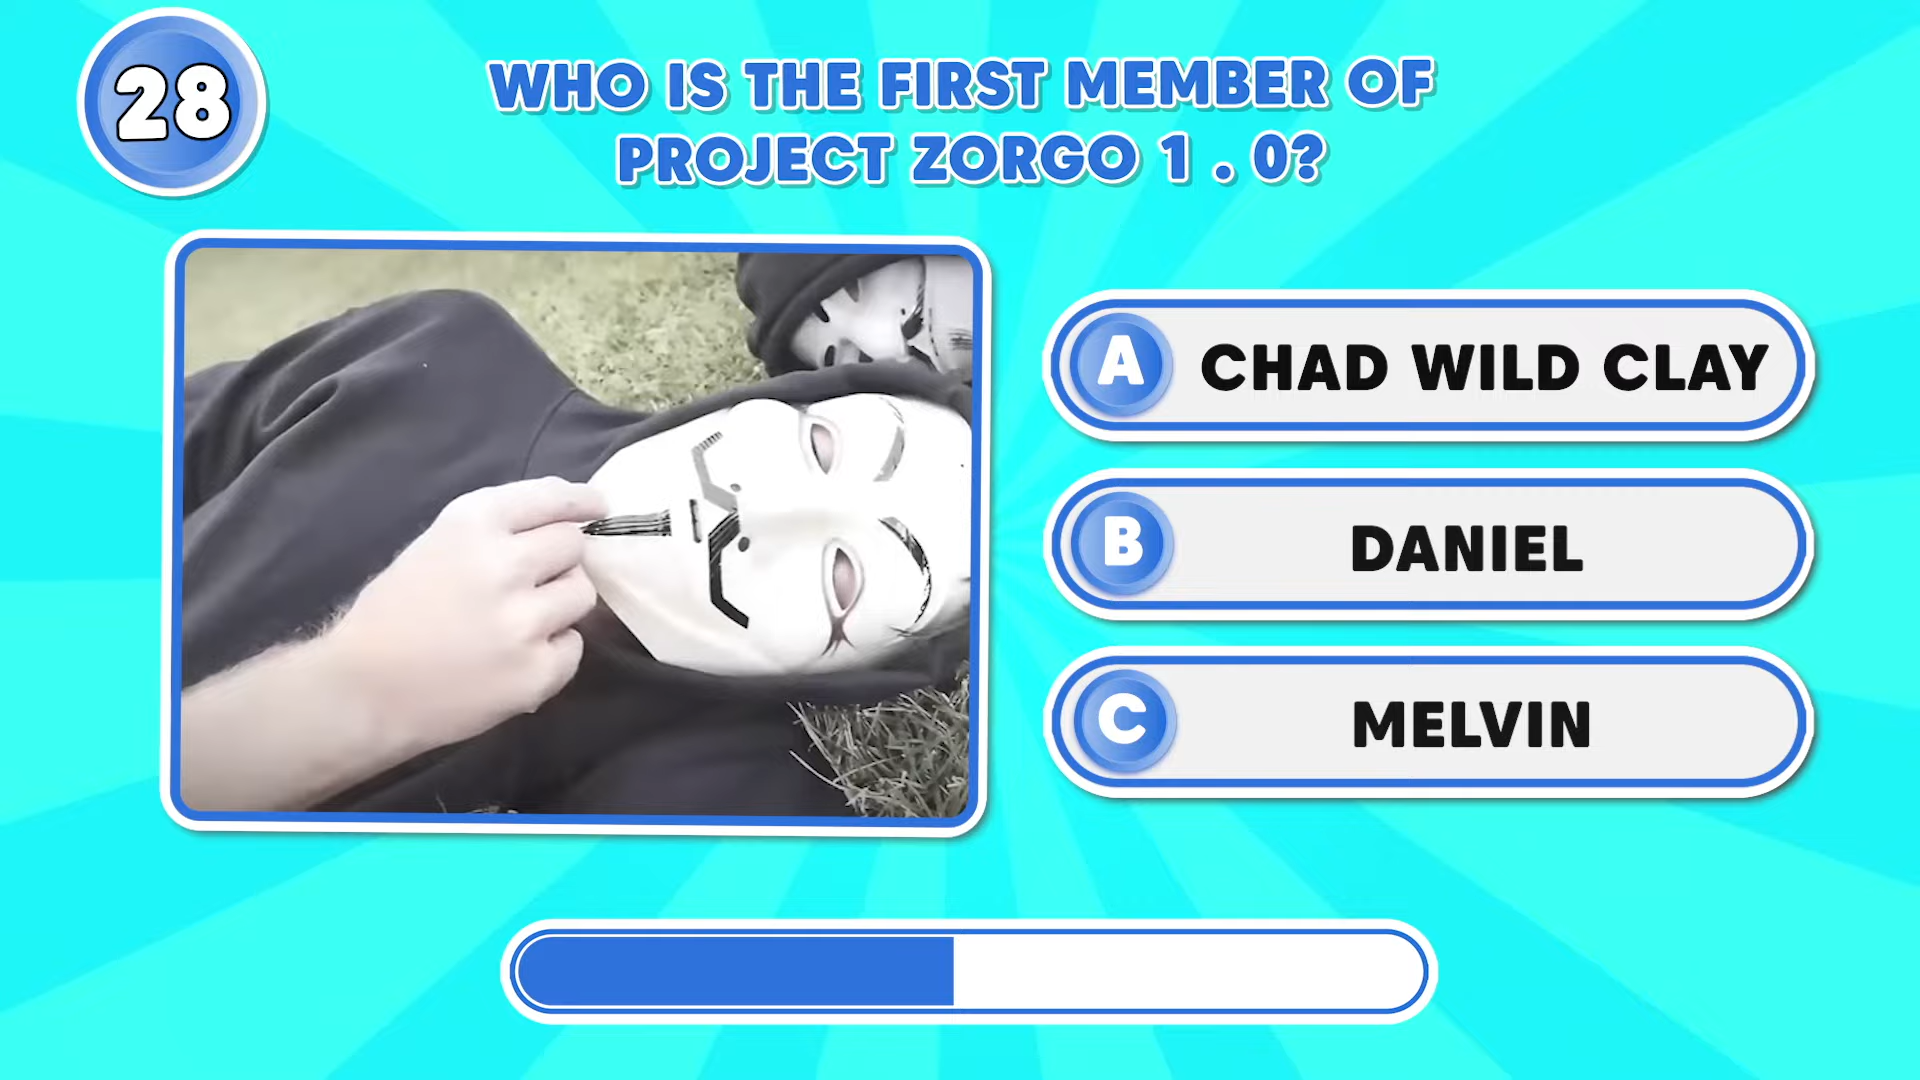 28
WHO IS THE FIRST MEMBER OF
PROJECT ZORGO 1 . 0?
A CHAD WILD CLAY
B DANIEL
C MELVIN